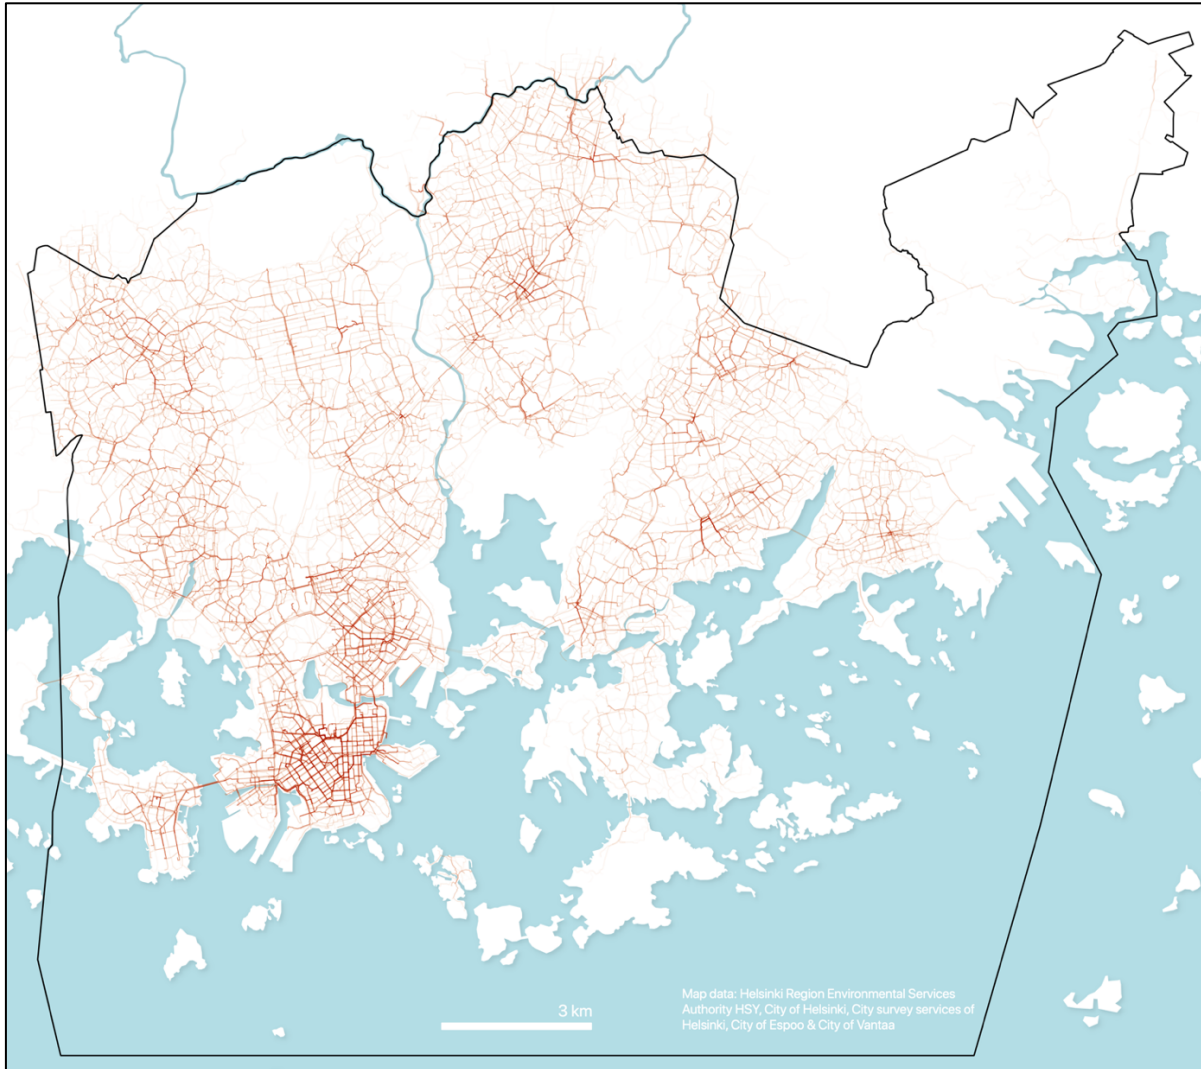 3 km
Map data: Helsinki Region Environmental Services
Authority HSY, City of Helsinki, City survey services of
Helsinki, City of Espoo & City of Vantaa